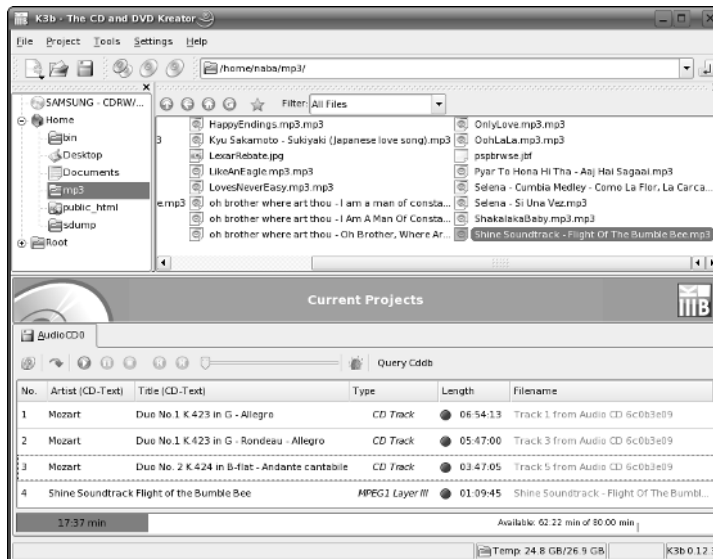 K3b - The CD and DVD Kreator
File Project Tools Settings Help
/home/naba/mp3/
SAMSUNG - CDRW/...
Home
bin
Desktop
Documents
mp3
public_html
sdump
Root
Filter: All Files
HappyEndings.mp3.mp3
3 Kyu Sakamoto - Sukiyaki (Japanese love song).mp3
LexarRebate.jpg
LikeAnEagle.mp3.mp3
LovesNeverEasy.mp3.mp3
e.mp3 oh brother where art thou - I am a man of consta...
oh brother where art thou - I Am A Man Of Consta...
oh brother where art thou - Oh Brother, Where Ar...
OnlyLove.mp3.mp3
OohLaLa.mp3.mp3
pspbrwse.jbf
Pyar To Hona Hi Tha - Aaj Hai Sagaai.mp3
Selena - Cumbia Medley - Como La Flor, La Carca...
Selena - Si Una Vez.mp3
ShakalakaBaby.mp3.mp3
Shine Soundtrack - Flight Of The Bumble Bee.mp3
Current Projects
K3B
AudioCD0
Query Cddb
No. Artist (CD-Text) Title (CD-Text) Type Length Filename
1 Mozart Duo No.1 K.423 in G - Allegro CD Track 06:54:13 Track 1 from Audio CD 6c0b3e09
2 Mozart Duo No.1 K.423 in G - Rondeau - Allegro CD Track 05:47:00 Track 3 from Audio CD 6c0b3e09
3 Mozart Duo No. 2 K.424 in B-flat - Andante cantabile CD Track 03:47:05 Track 5 from Audio CD 6c0b3e09
4 Shine Soundtrack Flight of the Bumble Bee MPEG1 Layer III 01:09:45 Shine Soundtrack - Flight Of The Bumbl...
17:37 min Available: 62:22 min of 80:00 min
Temp: 24.8 GB/26.9 GB K3b 0.12.